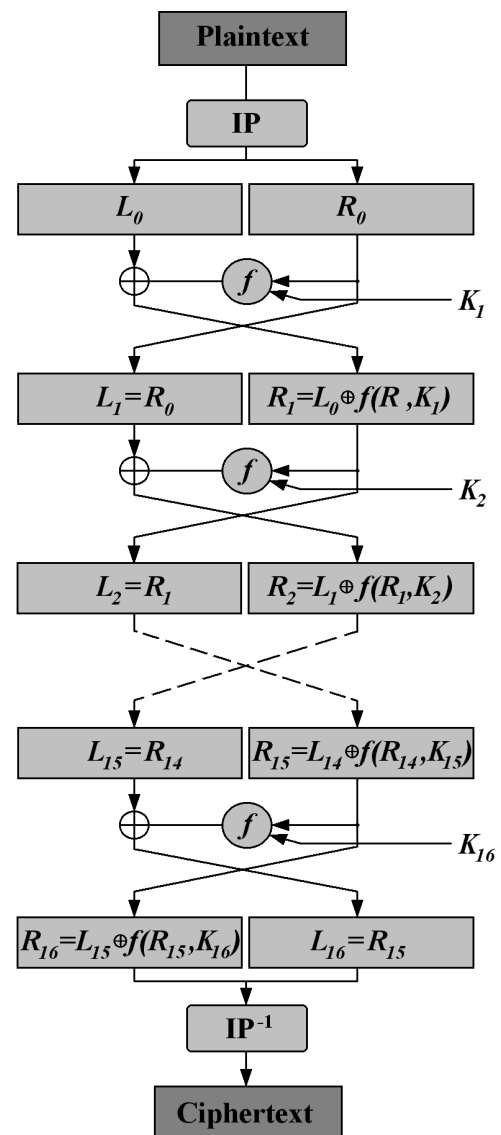 Plaintext
IP
L₀ R₀
⊕ f
K₁
L₁=R₀ R₁=L₀⊕f(R ,K₁)
⊕ f
K₂
L₂=R₁ R₂=L₁⊕f(R₁,K₂)
L₁₅=R₁₄ R₁₅=L₁₄⊕f(R₁₄,K₁₅)
⊕ f
K₁₆
R₁₆=L₁₅⊕f(R₁₅,K₁₆) L₁₆=R₁₅
IP⁻¹
Ciphertext